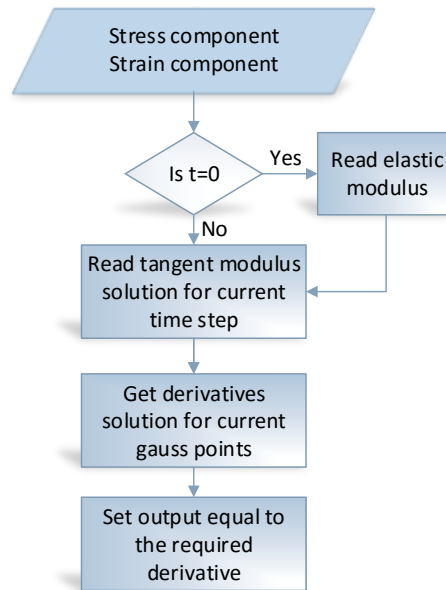 Stress component
Strain component
Is t=0
Yes
Read elastic
modulus
No
Read tangent modulus
solution for current
time step
Get derivatives
solution for current
gauss points
Set output equal to
the required
derivative